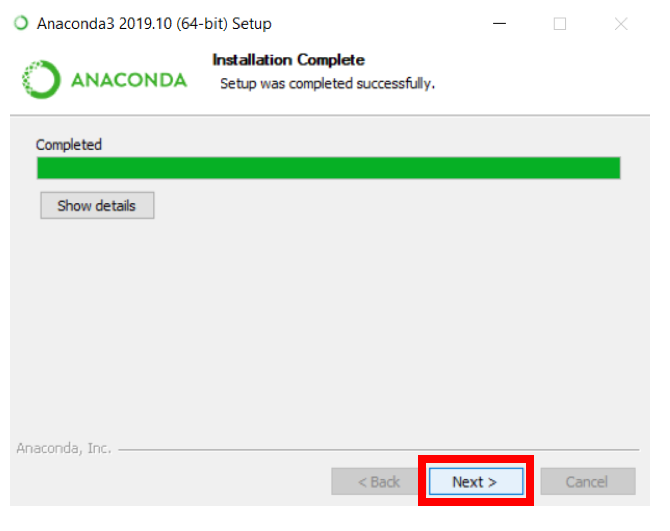 Anaconda3 2019.10 (64-bit) Setup
ANACONDA
Installation Complete
Setup was completed successfully.
Completed
Show details
Anaconda, Inc.
< Back
Next >
Cancel